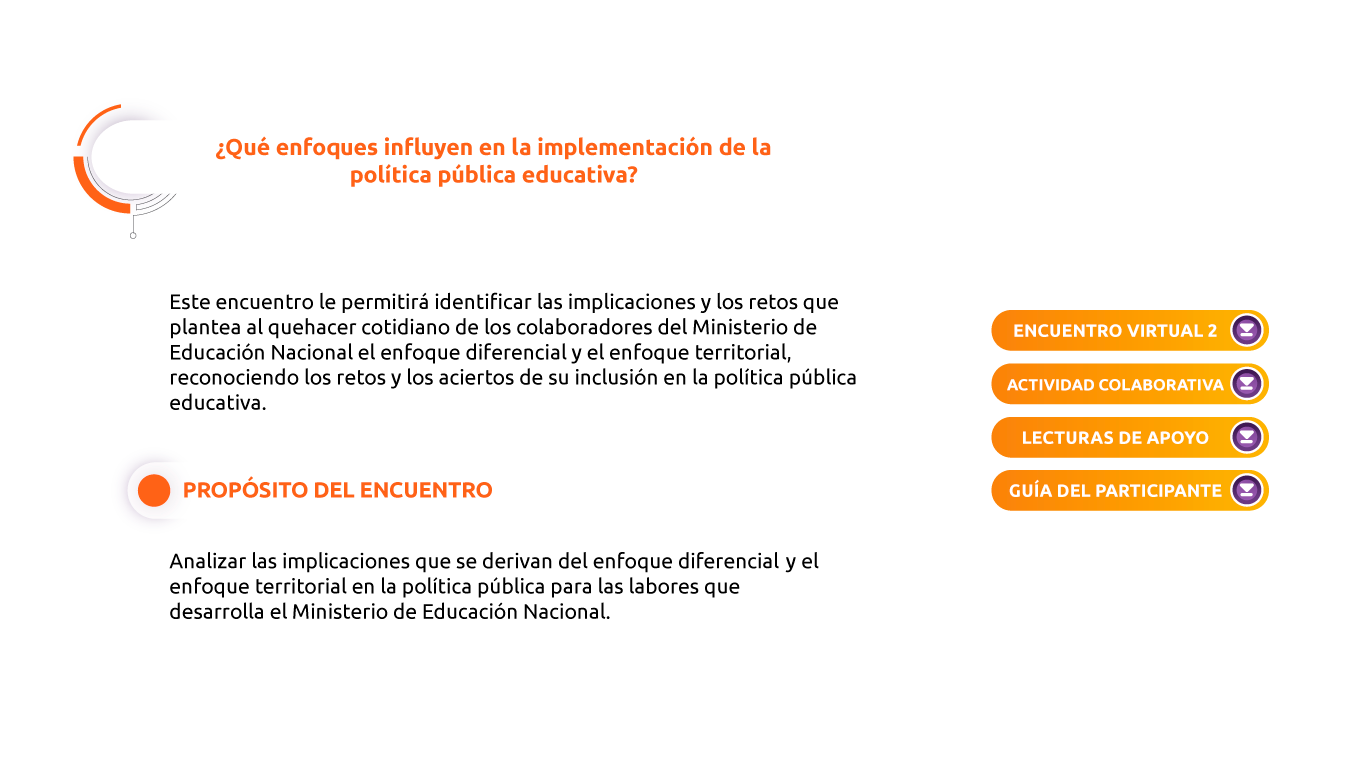 ¿Qué enfoques influyen en la implementación de la
política pública educativa?
Este encuentro le permitirá identificar las implicaciones y los retos que
plantea al quehacer cotidiano de los colaboradores del Ministerio de
Educación Nacional el enfoque diferencial y el enfoque territorial,
reconociendo los retos y los aciertos de su inclusión en la política pública
educativa.
PROPÓSITO DEL ENCUENTRO
Analizar las implicaciones que se derivan del enfoque diferencial y el
enfoque territorial en la política pública para las labores que
desarrolla el Ministerio de Educación Nacional.
ENCUENTRO VIRTUAL 2
ACTIVIDAD COLABORATIVA
LECTURAS DE APOYO
GUÍA DEL PARTICIPANTE